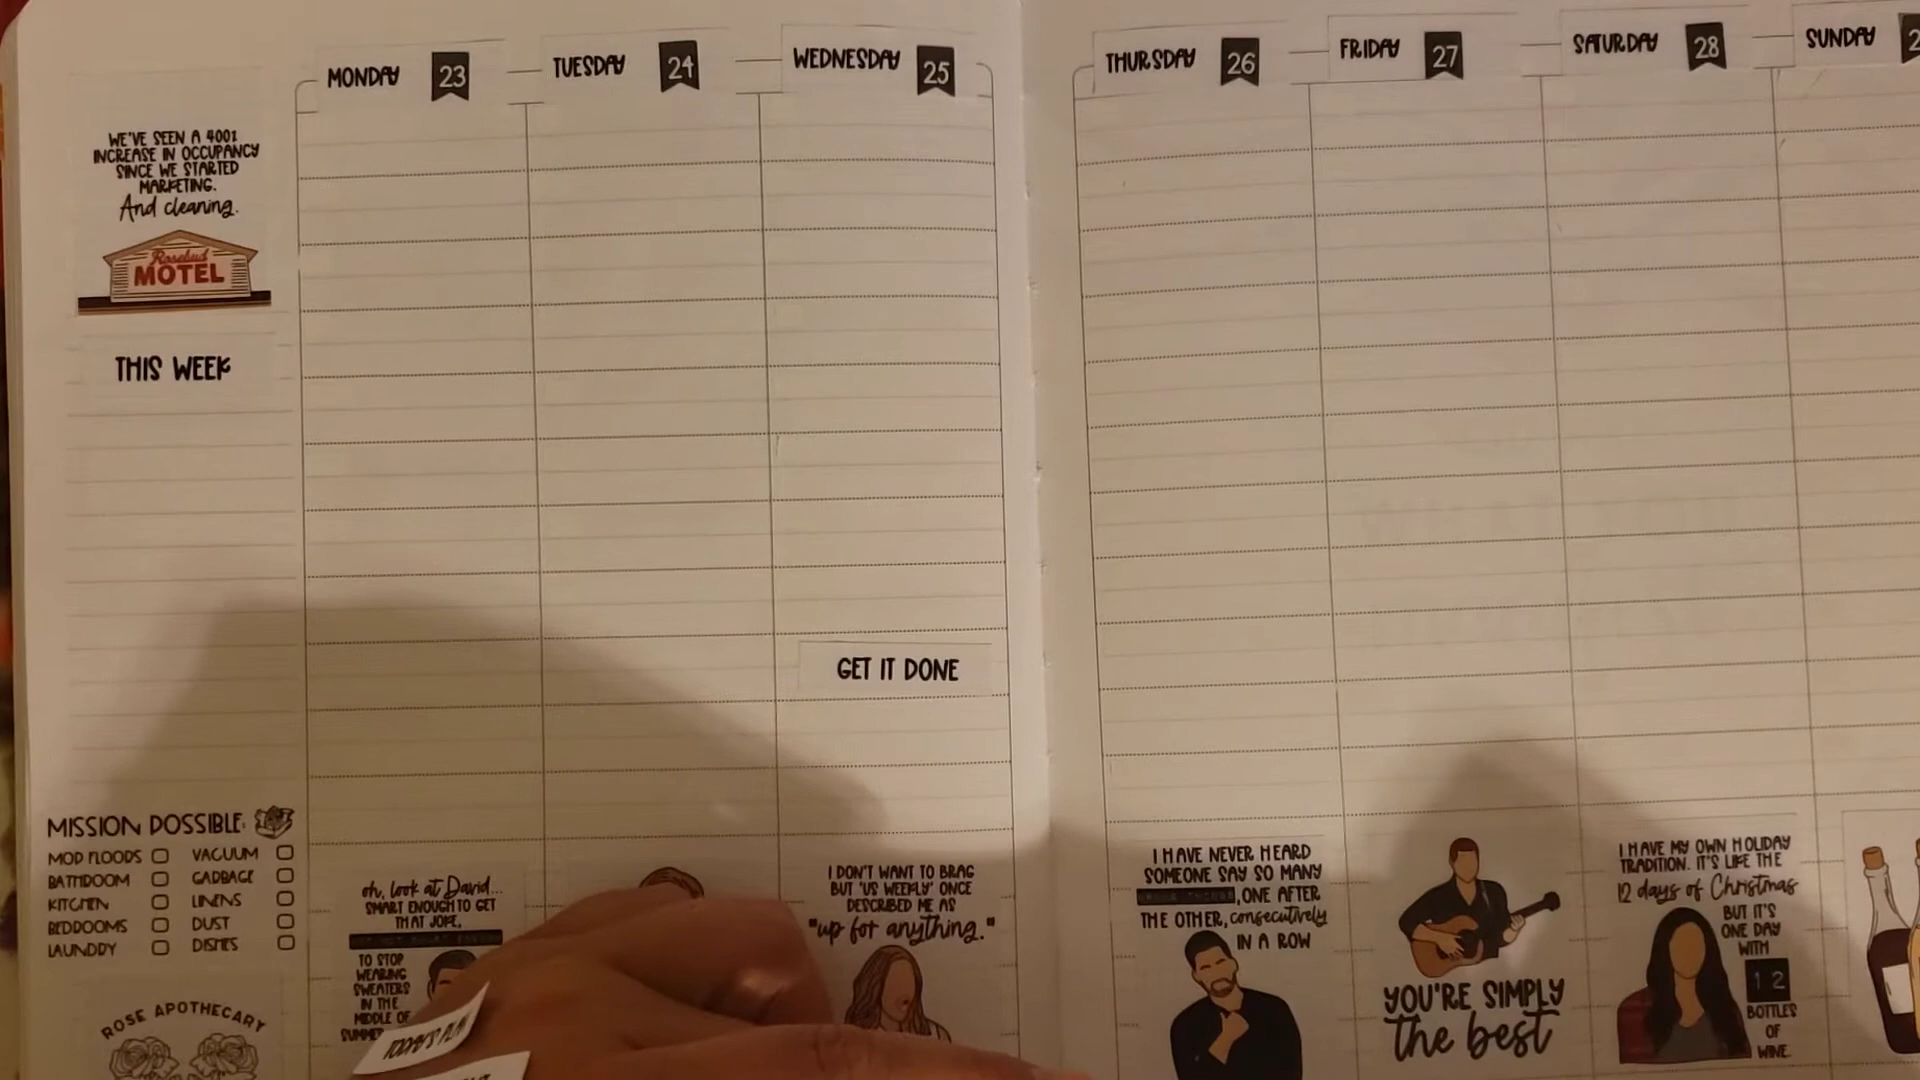 MONDAY 23
TUESDAY 24
WEDNESDAY 25
THURSDAY 26
FRIDAY 27
SATURDAY 28
SUNDAY
WE'VE SEEN A 400%
INCREASE IN OCCUPANCY
SINCE WE STARTED
MARKETING.
And cleaning.
Rosebud
MOTEL
THIS WEEK
GET IT DONE
MISSION POSSIBLE:
MOP FLOORS
VACUUM
BATHROOM
GARBAGE
KITCHEN
LINENS
BEDROOMS
DUST
LAUNDRY
DISHES
ROSE APOTHECARY
oh, look at David...
SMART ENOUGH TO GET
THAT JOKE,
TO STOP
WEARING
SWEATERS
IN THE
MIDDLE OF
SUMMER
TODAY'S PLAN
I DON'T WANT TO BRAG
BUT 'US WEEKLY' ONCE
DESCRIBED ME AS
"up for anything."
I HAVE NEVER HEARD
SOMEONE SAY SO MANY
, ONE AFTER
THE OTHER, consecutively
IN A ROW
YOU'RE SIMPLY
the best
I HAVE MY OWN HOLIDAY
TRADITION. IT'S LIKE THE
12 days of Christmas
BUT IT'S
ONE DAY
WITH
12
BOTTLES
OF
WINE.